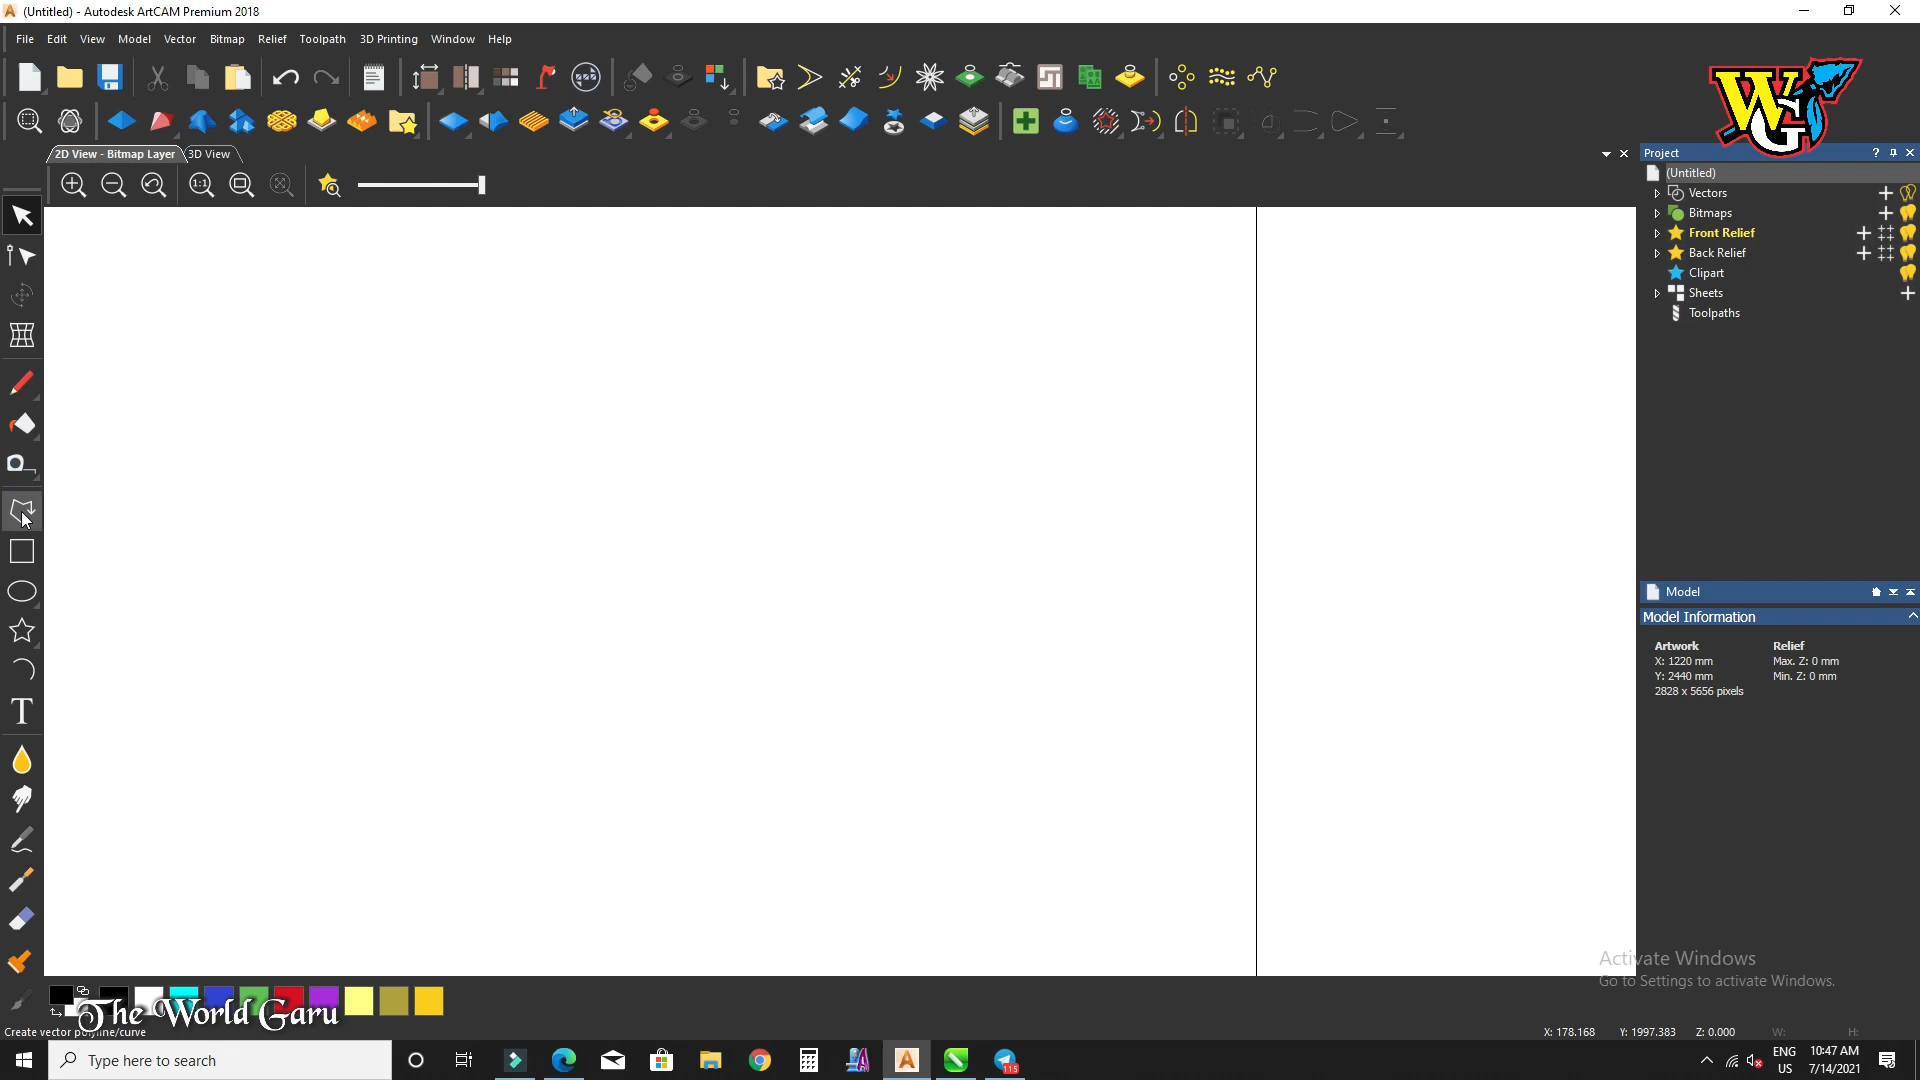 (Untitled) - Autodesk ArtCAM Premium 2018
File Edit View Model Vector Bitmap Relief Toolpath 3D Printing Window Help
WSG
2D View - Bitmap Layer 3D View
1:1
Project
(Untitled)
Vectors
Bitmaps
Front Relief
Back Relief
Clipart
Sheets
Toolpaths
T
Model
Model Information
Artwork Relief
X: 1220 mm Max. Z: 0 mm
Y: 2440 mm Min. Z: 0 mm
2828 x 5656 pixels
Activate Windows
Go to Settings to activate Windows.
The World Garu
Create vector polyline/curve
X: 178.168 Y: 1997.383 Z: 0.000 W: H:
Type here to search
115
ENG 10:47 AM
US 7/14/2021